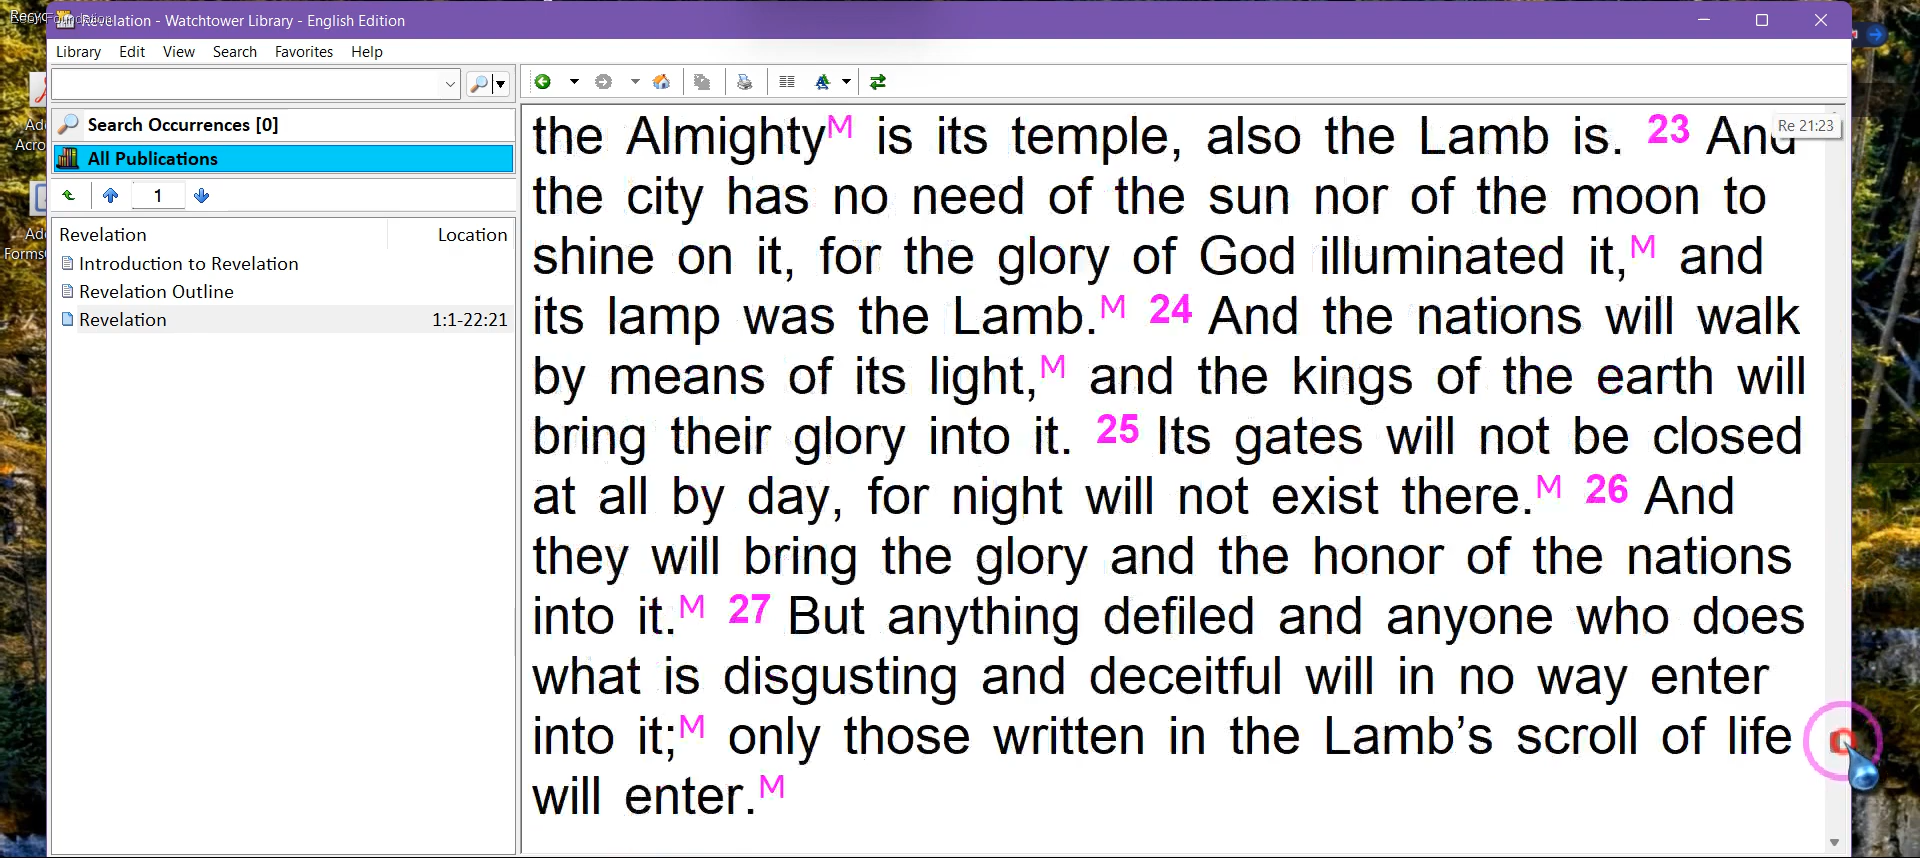 Revelation - Watchtower Library - English Edition
Library Edit View Search Favorites Help
Search Occurrences [0]
All Publications
1
Revelation Location
Introduction to Revelation
Revelation Outline
Revelation 1:1-22:21
Re 21:23
the Almightyᴹ is its temple, also the Lamb is. 23 And
the city has no need of the sun nor of the moon to
shine on it, for the glory of God illuminated it,ᴹ and
its lamp was the Lamb.ᴹ 24 And the nations will walk
by means of its light,ᴹ and the kings of the earth will
bring their glory into it. 25 Its gates will not be closed
at all by day, for night will not exist there.ᴹ 26 And
they will bring the glory and the honor of the nations
into it.ᴹ 27 But anything defiled and anyone who does
what is disgusting and deceitful will in no way enter
into it;ᴹ only those written in the Lamb’s scroll of life
will enter.ᴹ